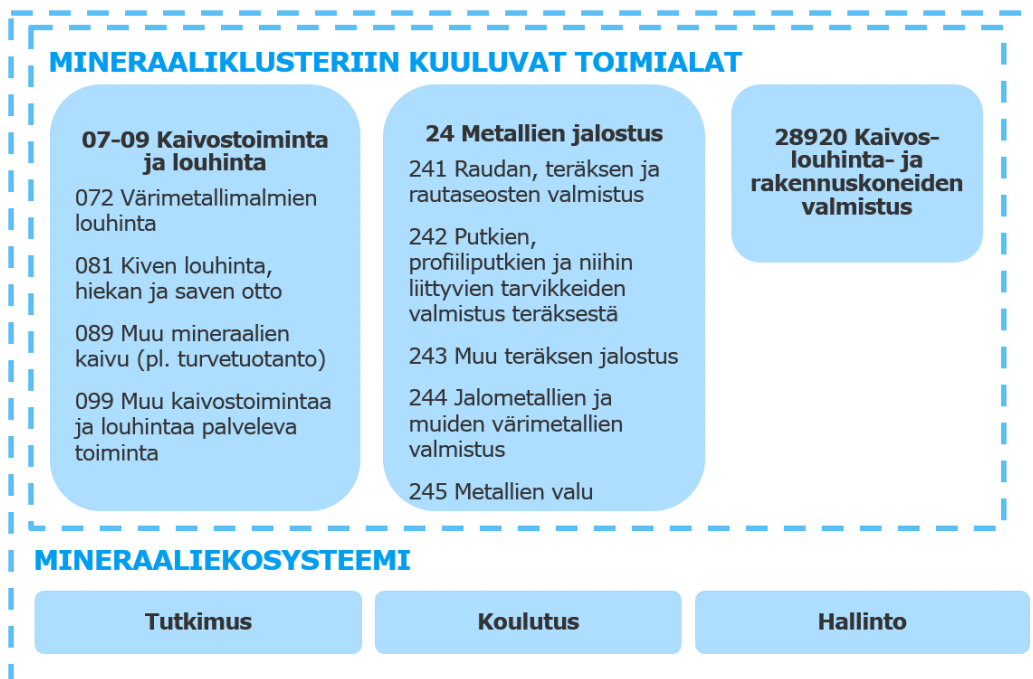 MINERAALIKLUSTERIIN KUULUVAT TOIMIALAT
07-09 Kaivostoiminta
ja louhinta
072 Värimetallimalmien
louhinta
081 Kiven louhinta,
hiekan ja saven otto
089 Muu mineraalien
kaivu (pl. turvetuotanto)
099 Muu kaivostoimintaa
ja louhintaa palveleva
toiminta
24 Metallien jalostus
241 Raudan, teräksen ja
rautaseosten valmistus
242 Putkien,
profiiliputkien ja niihin
liittyvien tarvikkeiden
valmistus teräksestä
243 Muu teräksen jalostus
244 Jalometallien ja
muiden värimetallien
valmistus
245 Metallien valu
28920 Kaivos-
louhinta- ja
rakennuskoneiden
valmistus
MINERAALIEKOSYSTEEMI
Tutkimus
Koulutus
Hallinto